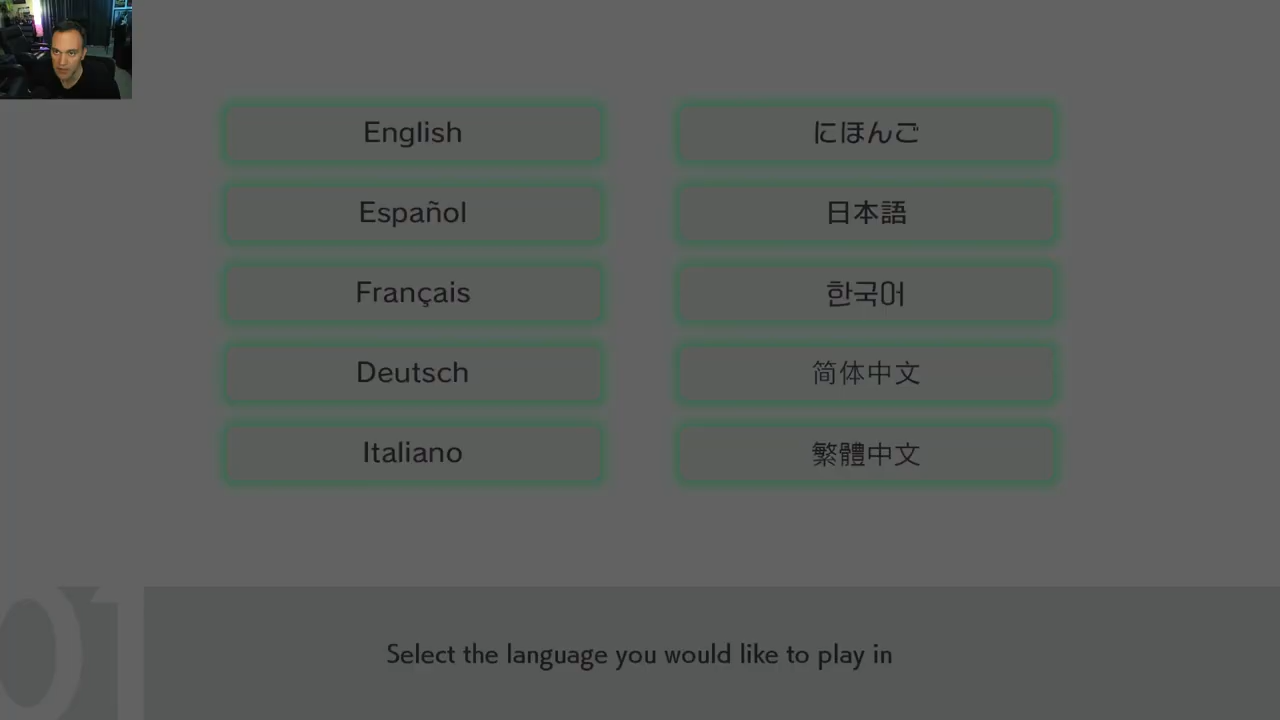 English
Español
Français
Deutsch
Italiano
にほんご
日本語
한국어
简体中文
繁體中文
01
Select the language you would like to play in